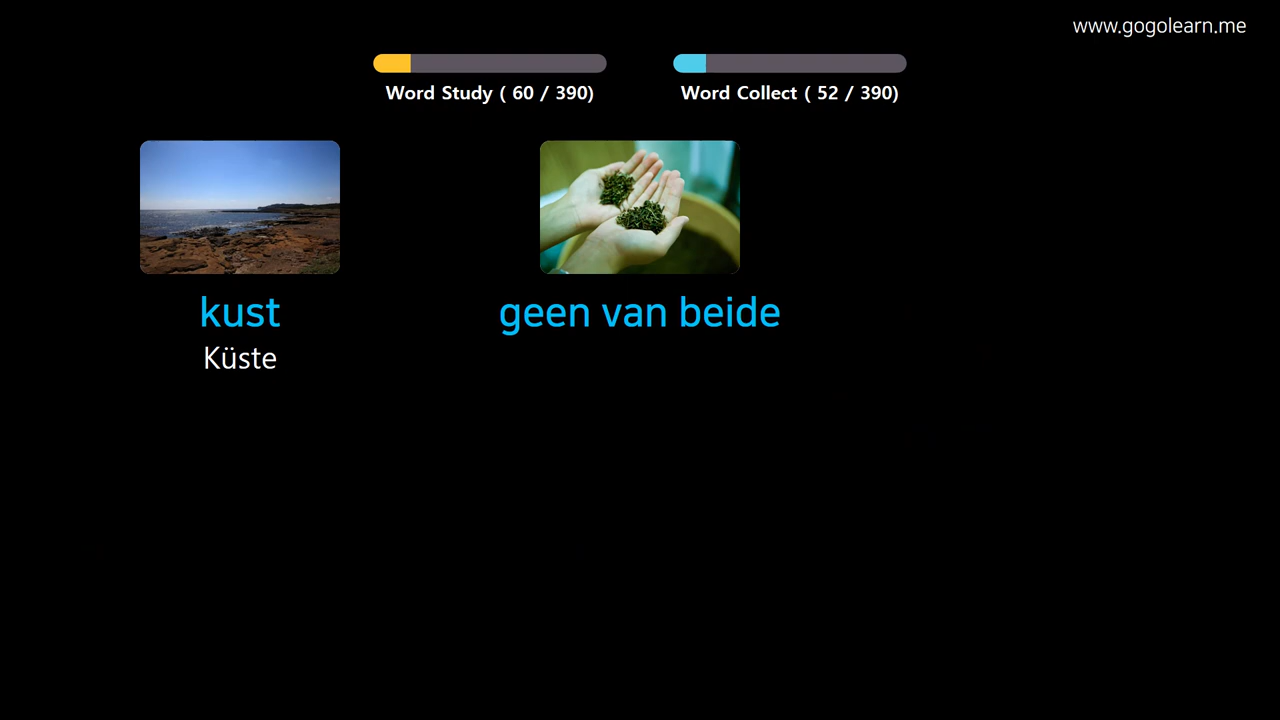 www.gogolearn.me
Word Study ( 60 / 390)
Word Collect ( 52 / 390)
kust
Küste
geen van beide